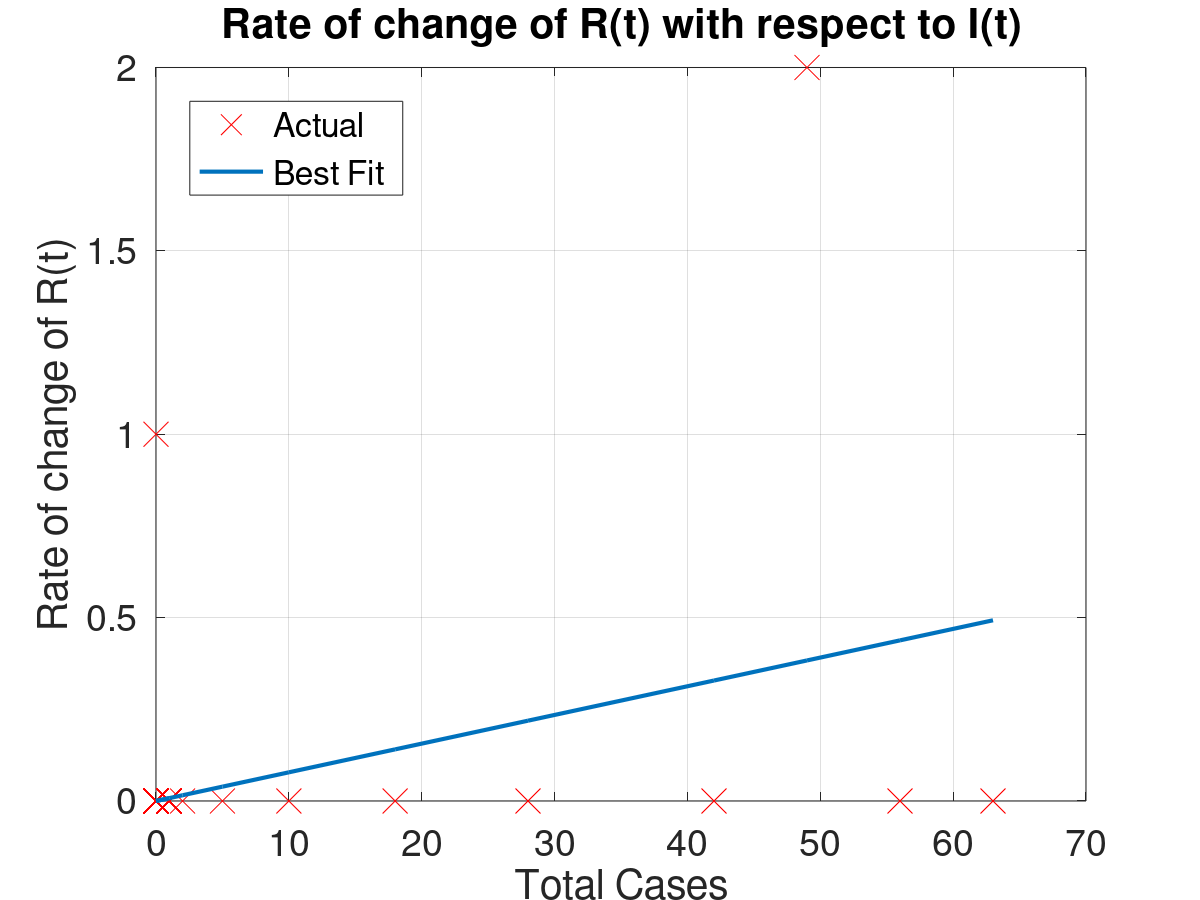 Rate of change of R(t) with respect to I(t)
Actual
Best Fit
Rate of change of R(t)
2
1.5
1
0.5
0
0 10 20 30 40 50 60 70
Total Cases